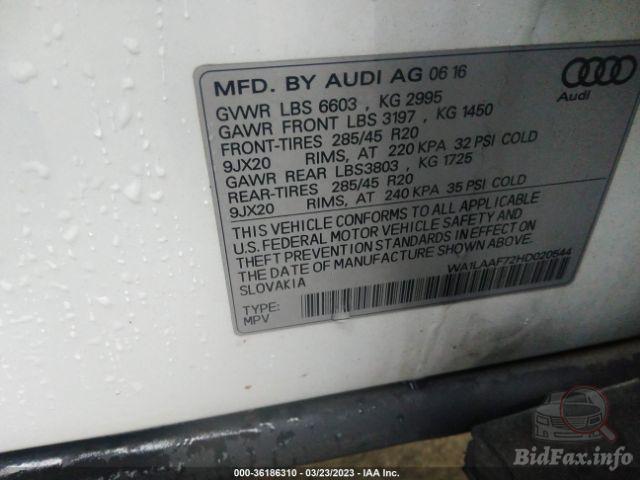 MFD. BY AUDI AG 06 16
GVWR LBS 6603 , KG 2995
GAWR FRONT LBS 3197 , KG 1450
FRONT-TIRES 285/45 R20
9JX20 RIMS, AT 220 KPA 32 PSI COLD
GAWR REAR LBS3803 , KG 1725
REAR-TIRES 285/45 R20
9JX20 RIMS, AT 240 KPA 35 PSI COLD
Audi
THIS VEHICLE CONFORMS TO ALL APPLICABLE
U.S. FEDERAL MOTOR VEHICLE SAFETY AND
THEFT PREVENTION STANDARDS IN EFFECT ON
THE DATE OF MANUFACTURE SHOWN ABOVE.
SLOVAKIA
WA1LAAF72HD020544
TYPE:
MPV
000-36186310 - 03/23/2023 - IAA Inc.
BidFax.info